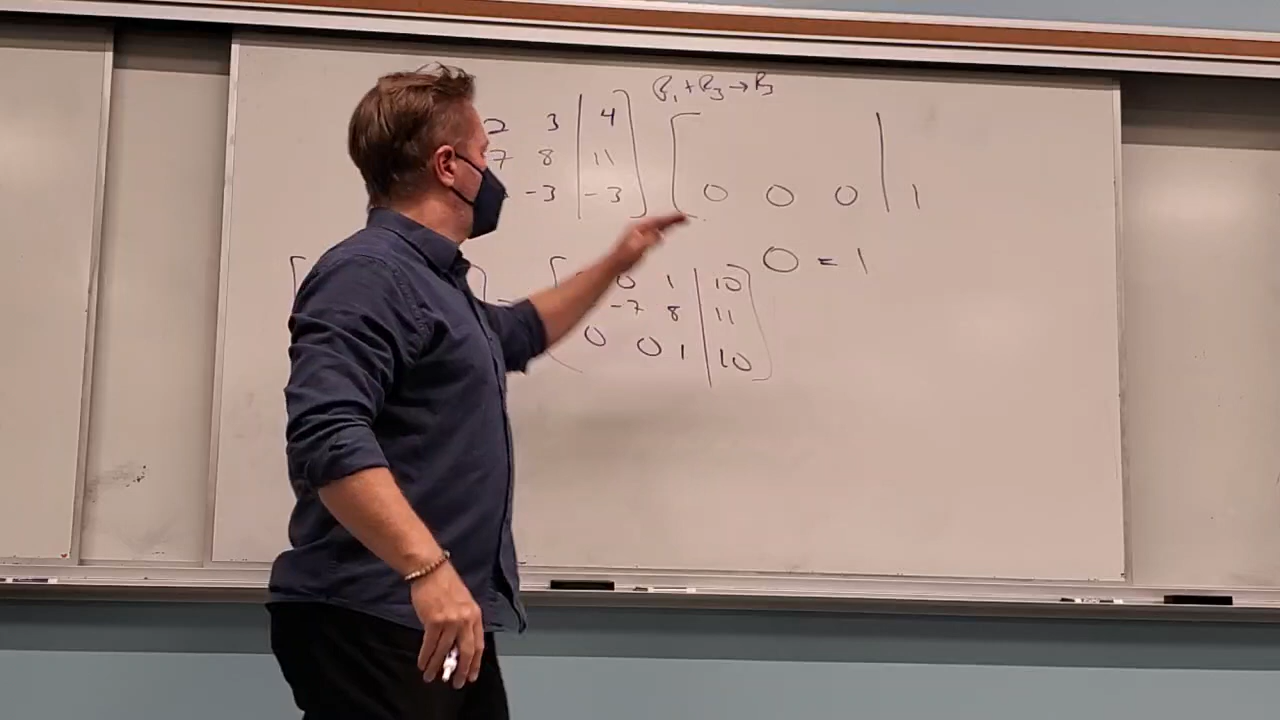 R₁ + R₃ → R₃
2 3 | 4
7 8 | 11
-3 | -3
0 0 0 | 1
0 = 1
0 1 | 10
-7 8 | 11
0 0 1 | 10